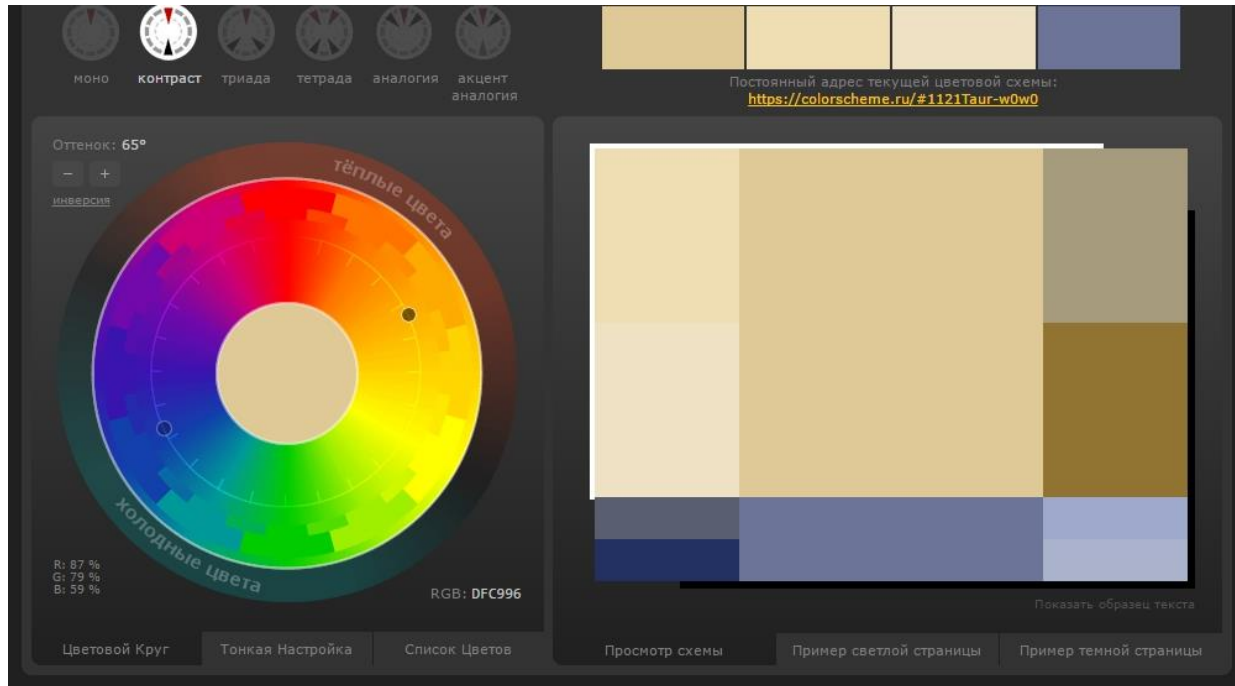 моно контраст триада тетрада аналогия акцент
аналогия
Постоянный адрес текущей цветовой схемы:
https://colorscheme.ru/#1121Taur-w0w0
Оттенок: 65°
− +
инверсия
тёплые цвета
холодные цвета
R: 87 %
G: 79 %
B: 59 %
RGB: DFC996
Показать образец текста
Цветовой Круг Тонкая Настройка Список Цветов
Просмотр схемы Пример светлой страницы Пример темной страницы